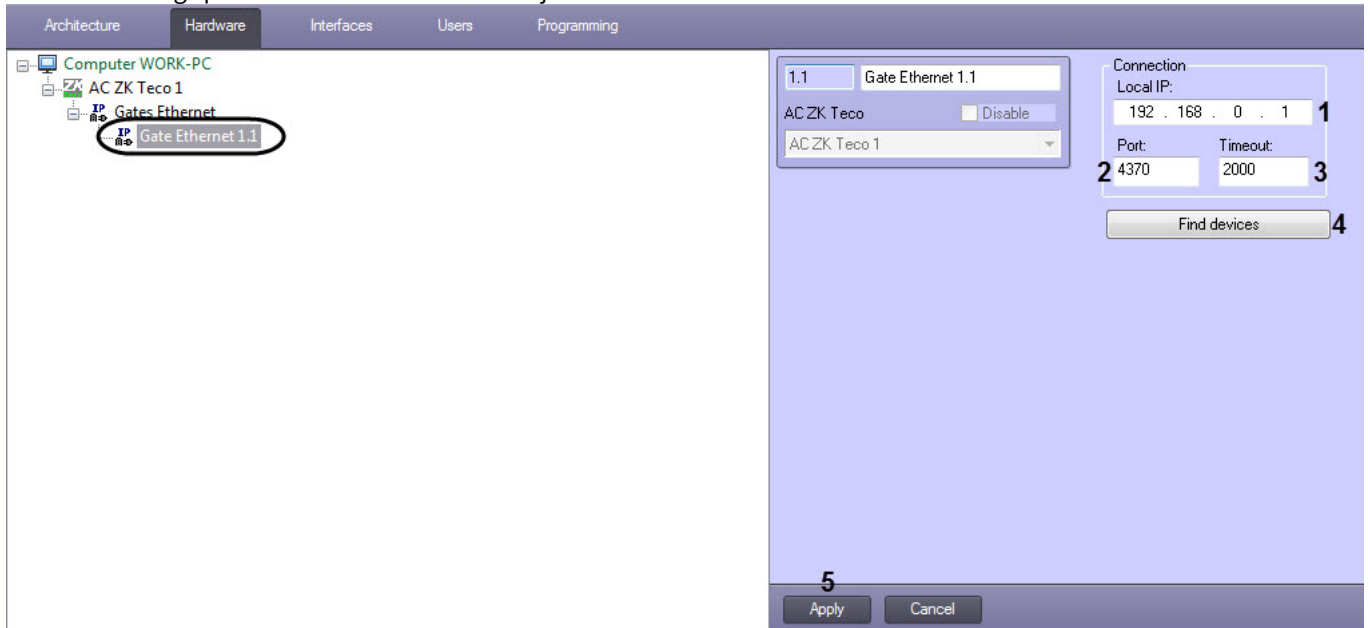 Architecture Hardware Interfaces Users Programming
Computer WORK-PC
AC ZK Teco 1
IP Gates Ethernet
IP Gate Ethernet 1.1
1.1 Gate Ethernet 1.1
AC ZK Teco Disable
AC ZK Teco 1
Connection
Local IP:
192 . 168 . 0 . 1 1
Port: Timeout:
2 4370 2000 3
Find devices 4
5
Apply Cancel